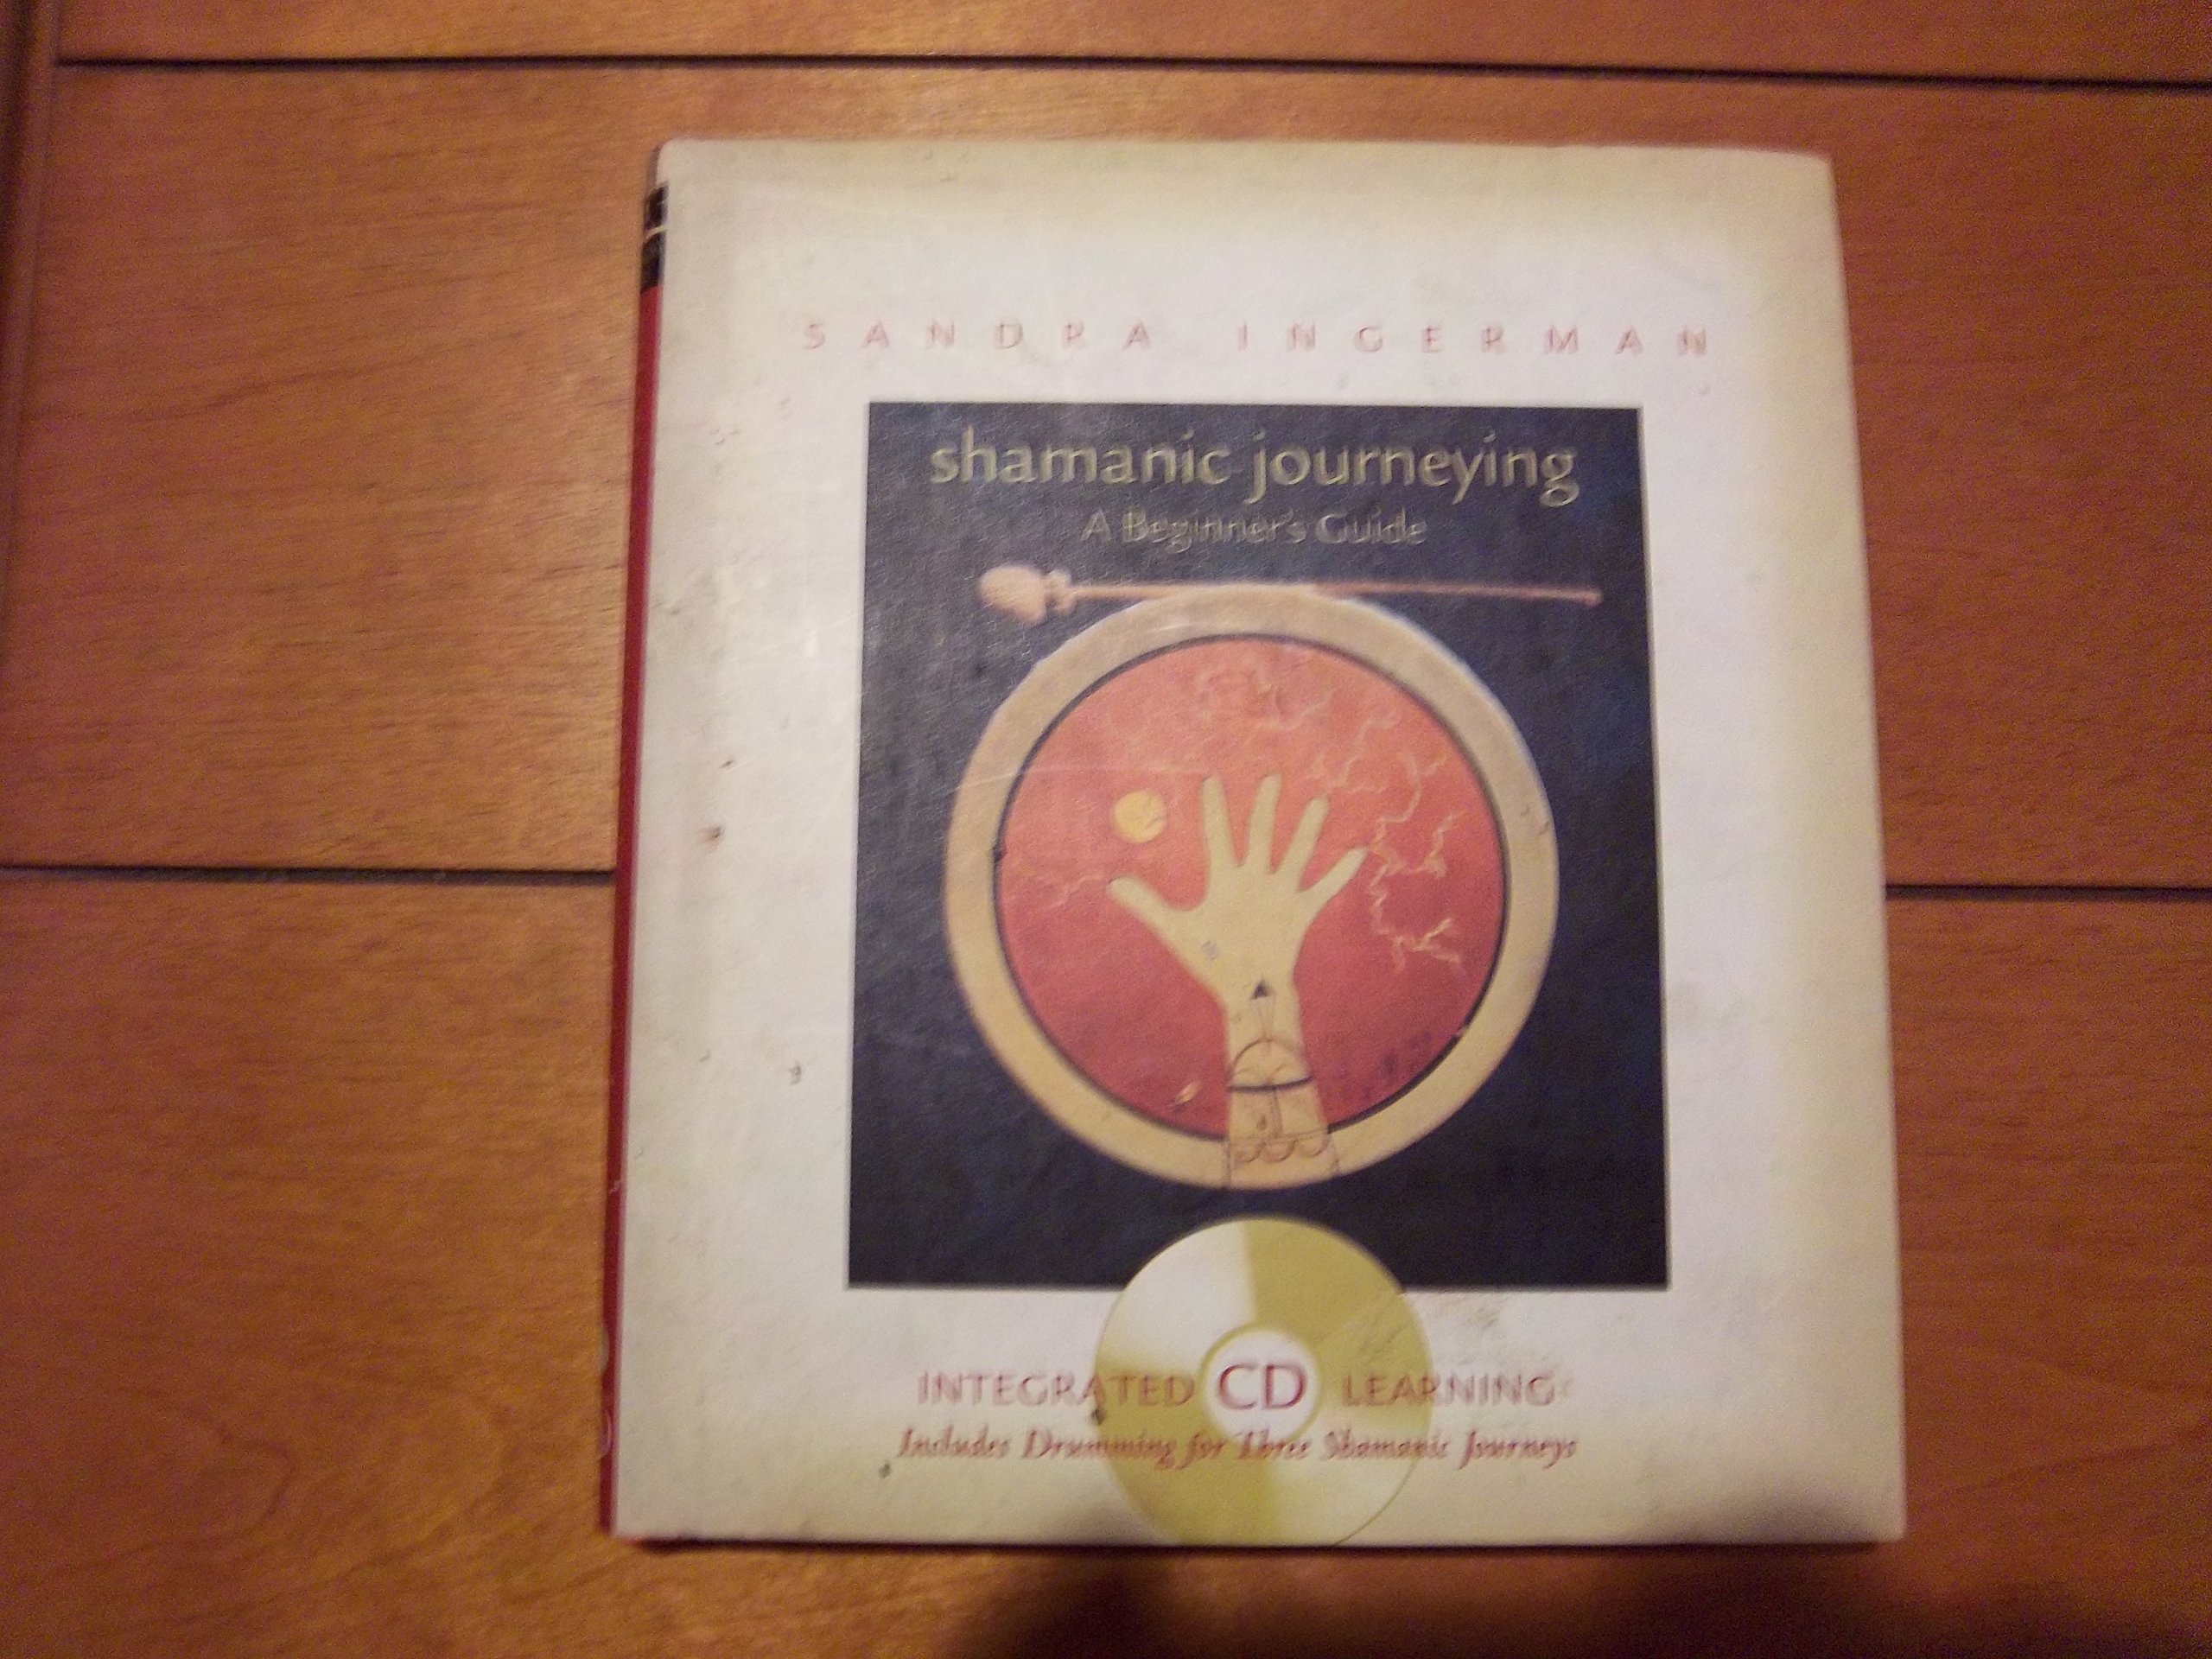 SANDRA INGERMAN
shamanic journeying
A Beginner's Guide
INTEGRATED CD LEARNING
Includes Drumming for Three Shamanic Journeys